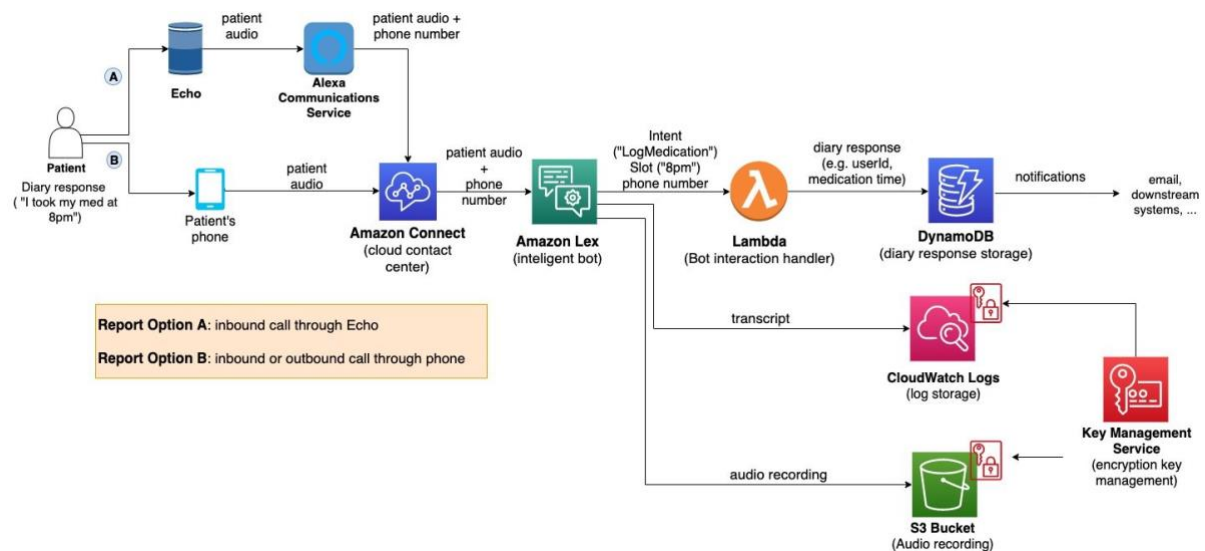 patient
audio
patient audio +
phone number
A
Echo
Alexa
Communications
Service
Patient
Diary response
( "I took my med at
8pm")
B
Patient's
phone
patient
audio
Amazon Connect
(cloud contact
center)
patient audio
+
phone
number
Amazon Lex
(inteligent bot)
Intent
("LogMedication")
Slot ("8pm")
phone number
Lambda
(Bot interaction handler)
diary response
(e.g. userId,
medication time)
DynamoDB
(diary response storage)
notifications
email,
downstream
systems, ...
Report Option A: inbound call through Echo
Report Option B: inbound or outbound call through phone
transcript
CloudWatch Logs
(log storage)
Key Management
Service
(encryption key
management)
audio recording
S3 Bucket
(Audio recording)